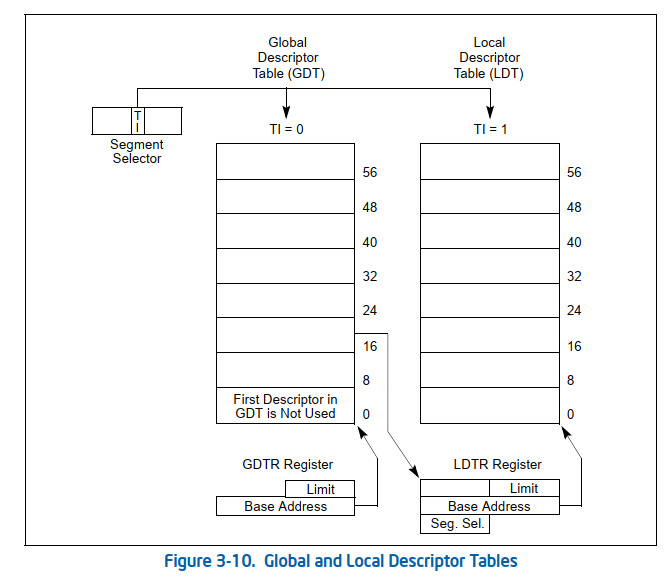 Global
Descriptor
Table (GDT)
Local
Descriptor
Table (LDT)
T
I
Segment
Selector
TI = 0
TI = 1
56
56
48
48
40
40
32
32
24
24
16
16
8
8
First Descriptor in
GDT is Not Used
0
0
GDTR Register
LDTR Register
Limit
Base Address
Limit
Base Address
Seg. Sel.
Figure 3-10. Global and Local Descriptor Tables